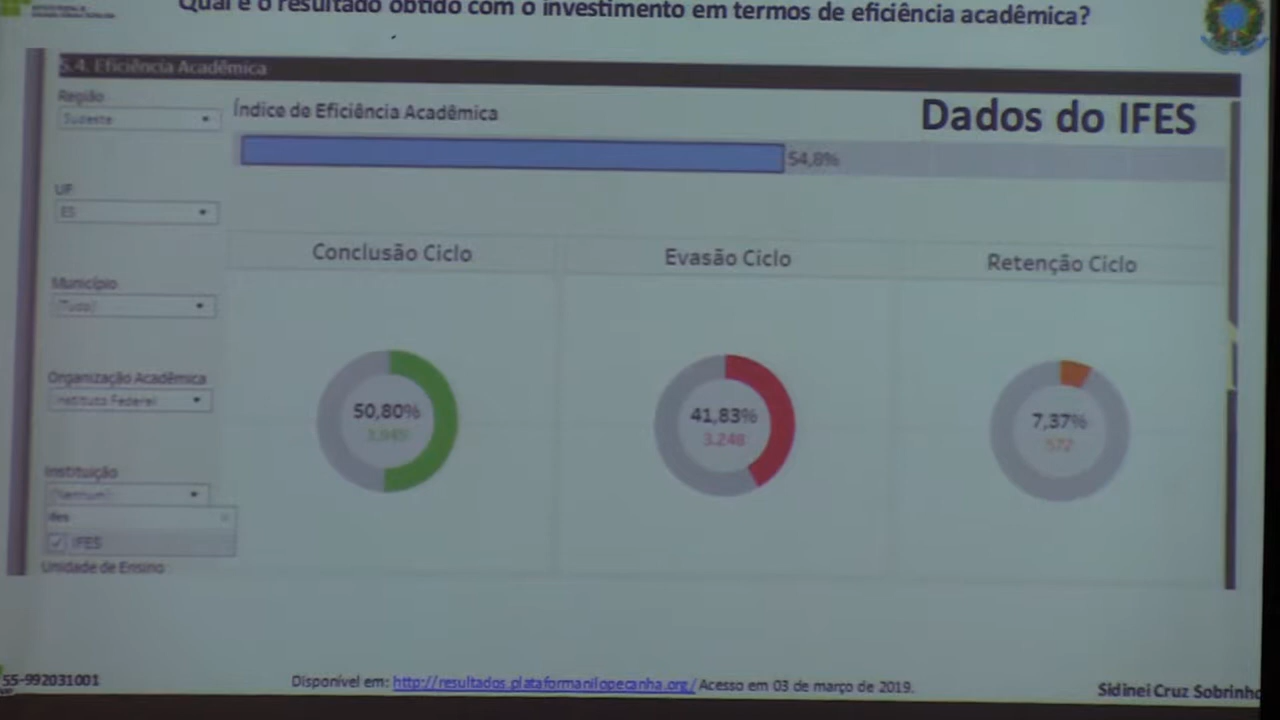 Qual é o resultado obtido com o investimento em termos de eficiência acadêmica?
5.4. Eficiência Acadêmica
Região
Sudeste
Índice de Eficiência Acadêmica
Dados do IFES
54,8%
UF
ES
Conclusão Ciclo
Evasão Ciclo
Retenção Ciclo
Município
(Tudo)
Organização Acadêmica
Instituto Federal
50,80%
41,83%
3.248
7,37%
572
Instituição
(Nenhum)
IFES
Unidade de Ensino
55-992031001
Disponível em: http://resultados.plataformanilopecanha.org/ Acesso em 03 de março de 2019.
Sidinei Cruz Sobrinho